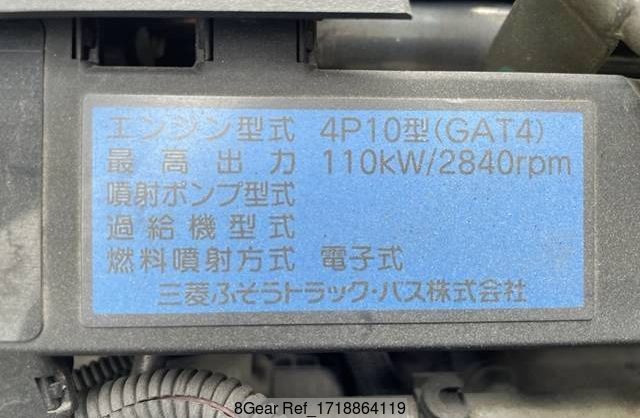 エンジン型式 4P10型(GAT4)
最高出力 110kW/2840rpm
噴射ポンプ型式
過給機型式
燃料噴射方式 電子式
三菱ふそうトラック・バス株式会社
8Gear Ref_1718864119